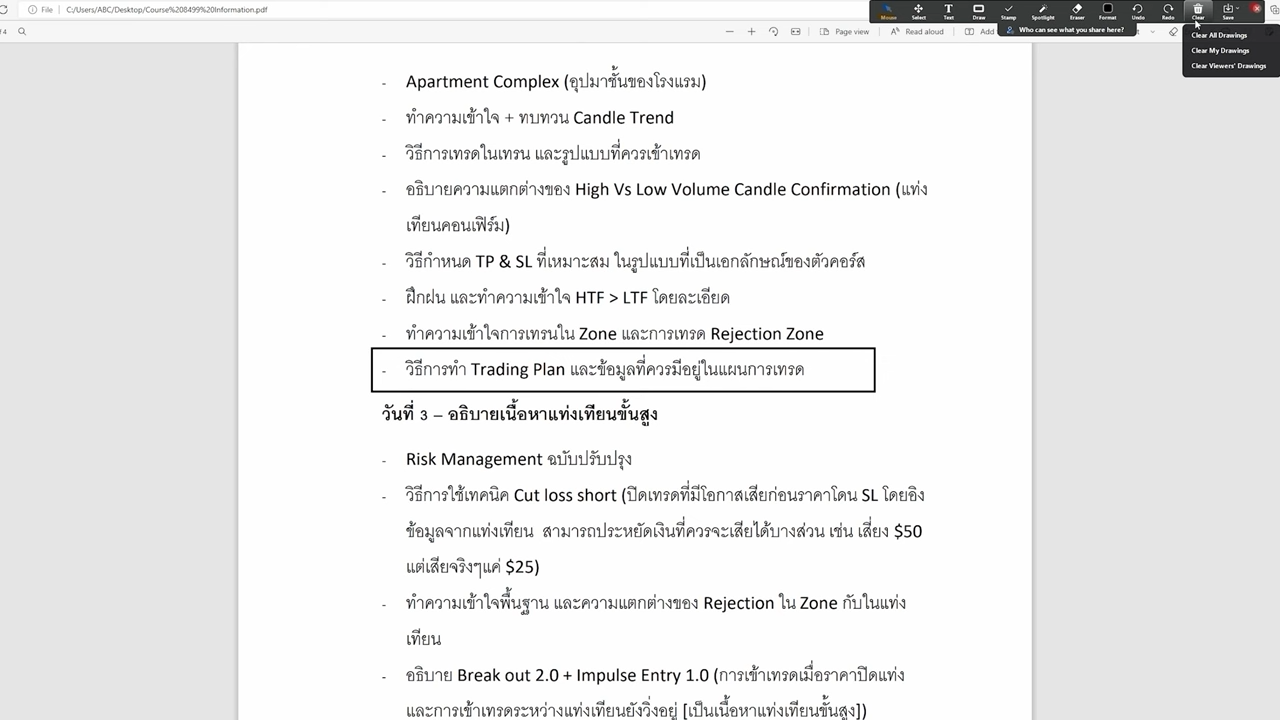 File C:/Users/ABC/Desktop/Course%208499%20Information.pdf
Mouse Select Text Draw Stamp Spotlight Eraser Format Undo Redo Clear Save
Who can see what you share here?
Page view Read aloud Add
Clear All Drawings
Clear My Drawings
Clear Viewers' Drawings
- Apartment Complex (อุปมาชั้นของโรงแรม)
- ทำความเข้าใจ + ทบทวน Candle Trend
- วิธีการเทรดในเทรน และรูปแบบที่ควรเข้าเทรด
- อธิบายความแตกต่างของ High Vs Low Volume Candle Confirmation (แท่ง
เทียนคอนเฟิร์ม)
- วิธีกำหนด TP & SL ที่เหมาะสม ในรูปแบบที่เป็นเอกลักษณ์ของตัวคอร์ส
- ฝึกฝน และทำความเข้าใจ HTF > LTF โดยละเอียด
- ทำความเข้าใจการเทรนใน Zone และการเทรด Rejection Zone
- วิธีการทำ Trading Plan และข้อมูลที่ควรมีอยู่ในแผนการเทรด
วันที่ 3 – อธิบายเนื้อหาแท่งเทียนขั้นสูง
- Risk Management ฉบับปรับปรุง
- วิธีการใช้เทคนิค Cut loss short (ปิดเทรดที่มีโอกาสเสียก่อนราคาโดน SL โดยอิง
ข้อมูลจากแท่งเทียน สามารถประหยัดเงินที่ควรจะเสียได้บางส่วน เช่น เสี่ยง $50
แต่เสียจริงๆแค่ $25)
- ทำความเข้าใจพื้นฐาน และความแตกต่างของ Rejection ใน Zone กับในแท่ง
เทียน
- อธิบาย Break out 2.0 + Impulse Entry 1.0 (การเข้าเทรดเมื่อราคาปิดแท่ง
และการเข้าเทรดระหว่างแท่งเทียนยังวิ่งอยู่ [เป็นเนื้อหาแท่งเทียนขั้นสูง])